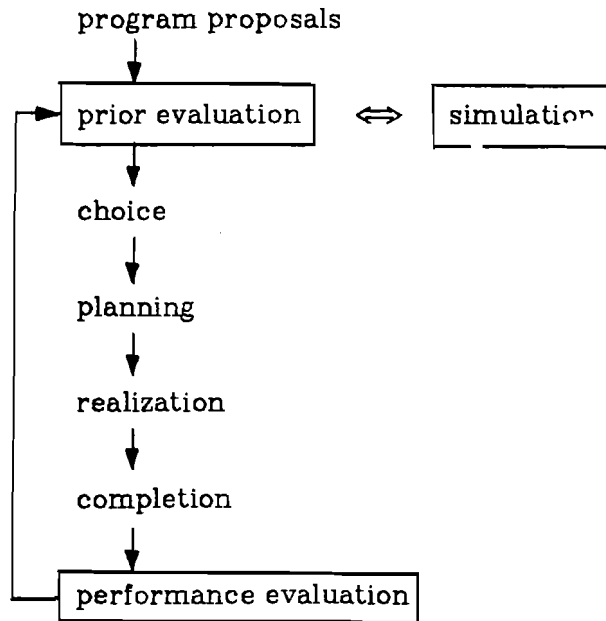 program proposals
prior evaluation ⇔ simulation
choice
planning
realization
completion
performance evaluation